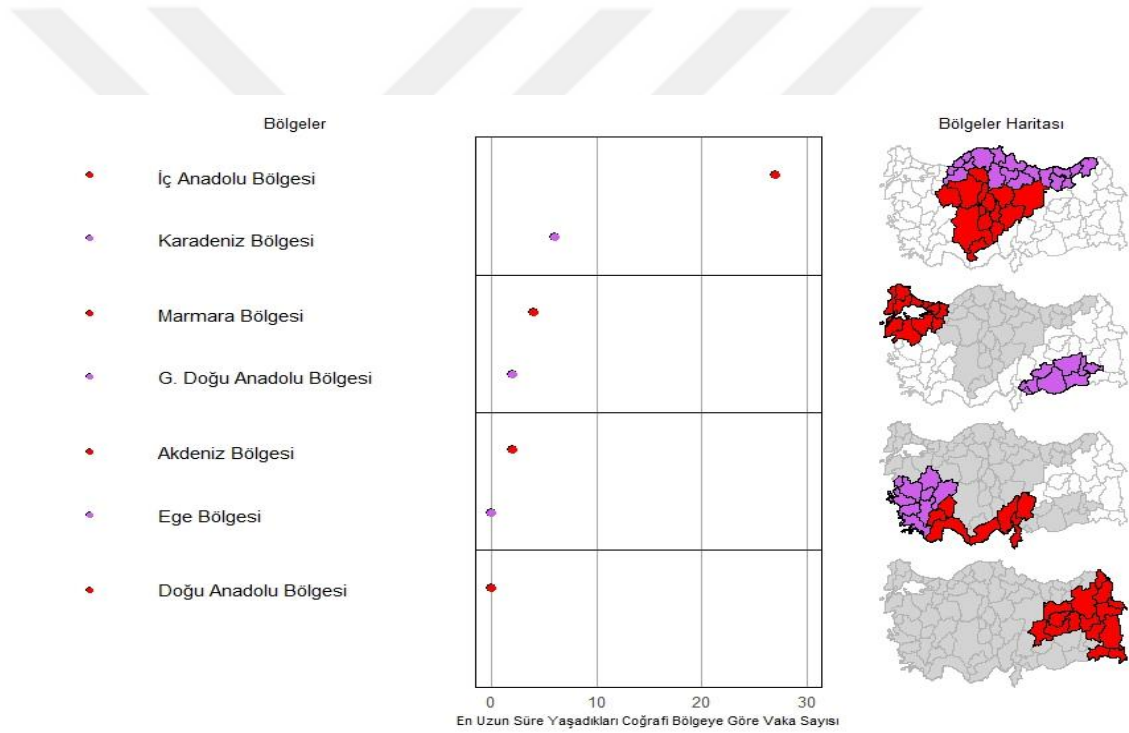 Bölgeler
Bölgeler Haritası
İç Anadolu Bölgesi
Karadeniz Bölgesi
Marmara Bölgesi
G. Doğu Anadolu Bölgesi
Akdeniz Bölgesi
Ege Bölgesi
Doğu Anadolu Bölgesi
0 10 20 30
En Uzun Süre Yaşadıkları Coğrafi Bölgeye Göre Vaka Sayısı